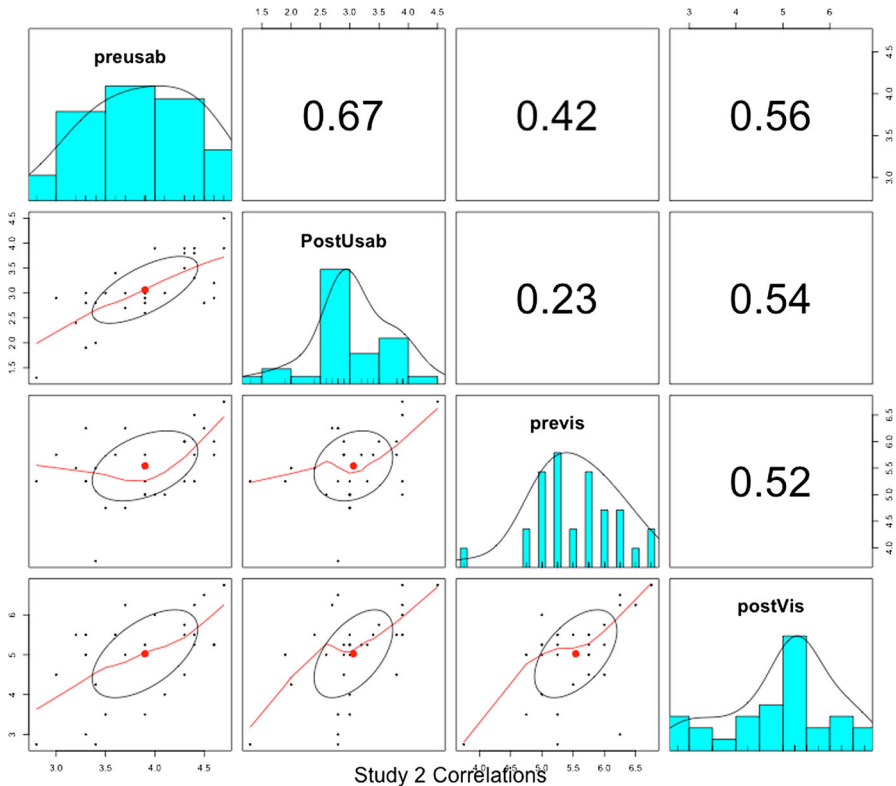 1.5 2.0 2.5 3.0 3.5 4.0 4.5 3 4 5 6
preusab
0.67 0.42 0.56
3.0 3.5 4.0 4.5
PostUsab
0.23 0.54
1.5 2.0 2.5 3.0 3.5 4.0 4.5
previs
0.52
4.0 4.5 5.0 5.5 6.0 6.5
postVis
3 4 5 6
3.0 3.5 4.0 4.5 4.0 4.5 5.0 5.5 6.0 6.5
Study 2 Correlations